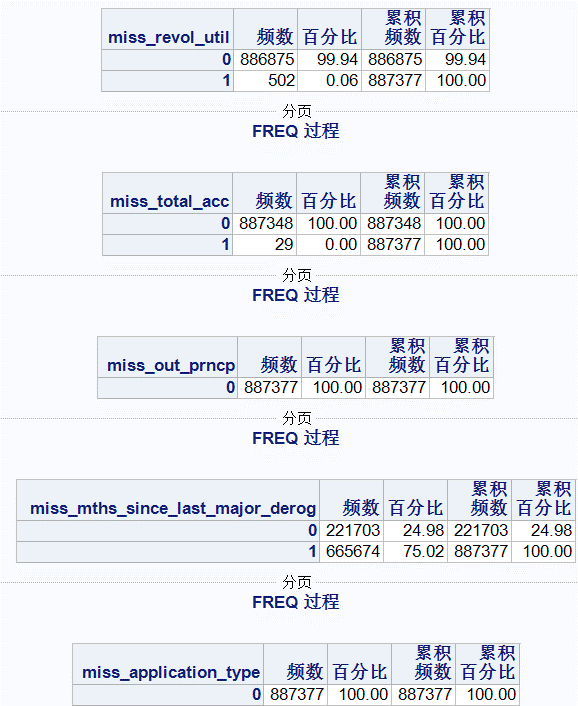 miss_revol_util 频数 百分比 累积频数 累积百分比
0 886875 99.94 886875 99.94
1 502 0.06 887377 100.00
分页
FREQ 过程
miss_total_acc 频数 百分比 累积频数 累积百分比
0 887348 100.00 887348 100.00
1 29 0.00 887377 100.00
分页
FREQ 过程
miss_out_prncp 频数 百分比 累积频数 累积百分比
0 887377 100.00 887377 100.00
分页
FREQ 过程
miss_mths_since_last_major_derog 频数 百分比 累积频数 累积百分比
0 221703 24.98 221703 24.98
1 665674 75.02 887377 100.00
分页
FREQ 过程
miss_application_type 频数 百分比 累积频数 累积百分比
0 887377 100.00 887377 100.00